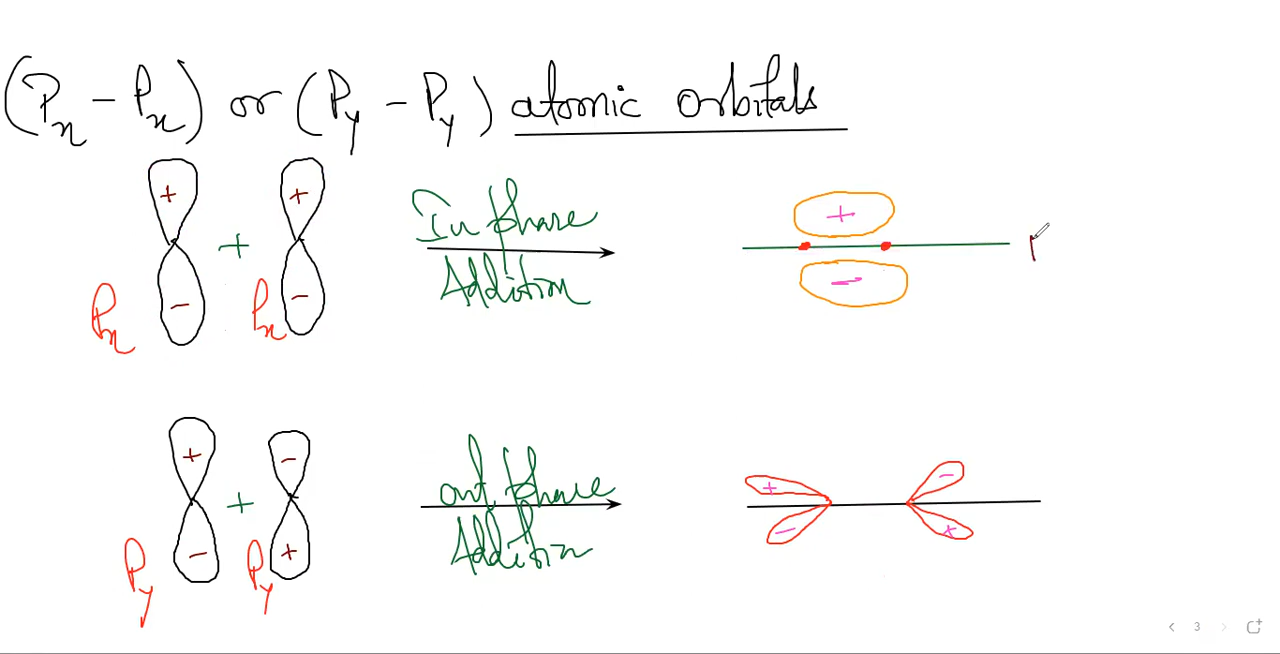 (Px - Px) or (Py - Py) atomic orbitals
+ + + In phase Addition +
- - -
Px Px
+ - out phase Addition + -
+
- + - +
Py Py
3